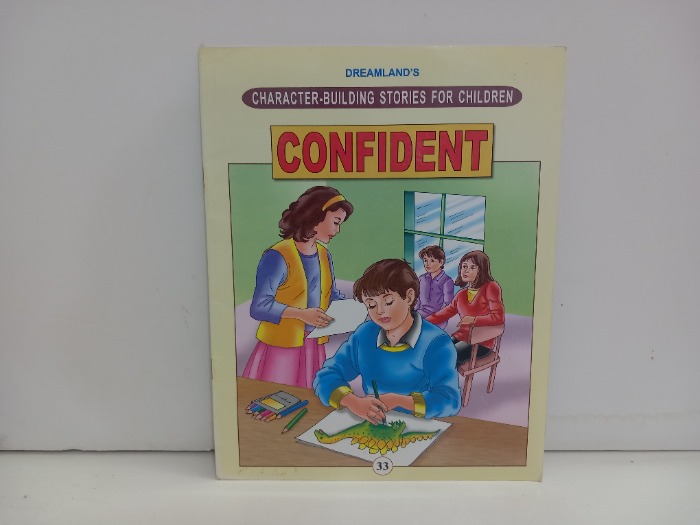 DREAMLAND'S
CHARACTER-BUILDING STORIES FOR CHILDREN
CONFIDENT
33